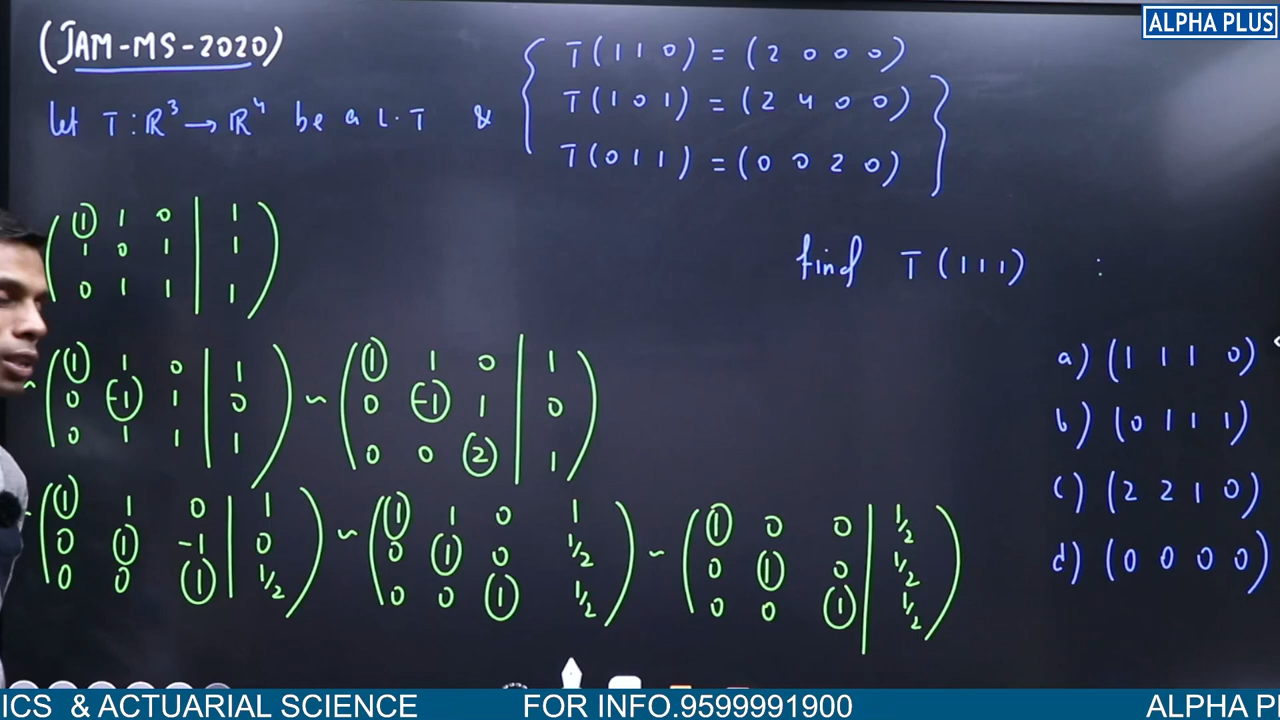 ALPHA PLUS
(JAM-MS-2020)
let T : ℝ³ → ℝ⁴ be a L.T &
T(1 1 0) = (2 0 0 0)
T(1 0 1) = (2 4 0 0)
T(0 1 1) = (0 0 2 0)
find T(1 1 1) :
1 1 0 | 1
1 0 1 | 1
0 1 1 | 1
~ 1 1 0 | 1 ~ 1 1 0 | 1
0 -1 1 | 0 0 -1 1 | 0
0 1 1 | 1 0 0 2 | 1
~ 1 1 0 | 1 ~ 1 1 0 1 ~ 1 0 0 | 1/2
0 1 -1 | 0 0 1 0 1/2 0 1 0 | 1/2
0 0 1 | 1/2 0 0 1 1/2 0 0 1 | 1/2
a) (1 1 1 0)
b) (0 1 1 1)
c) (2 2 1 0)
d) (0 0 0 0)
ICS & ACTUARIAL SCIENCE FOR INFO.9599991900 ALPHA P